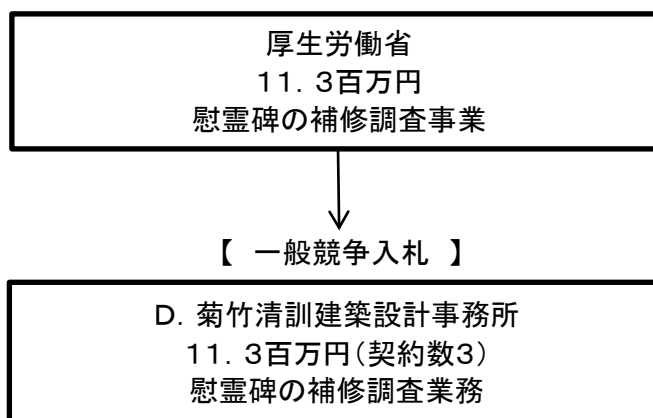 厚生労働省
11．3百万円
慰霊碑の補修調査事業
【　一般競争入札　】
D．菊竹清訓建築設計事務所
11．3百万円（契約数3）
慰霊碑の補修調査業務